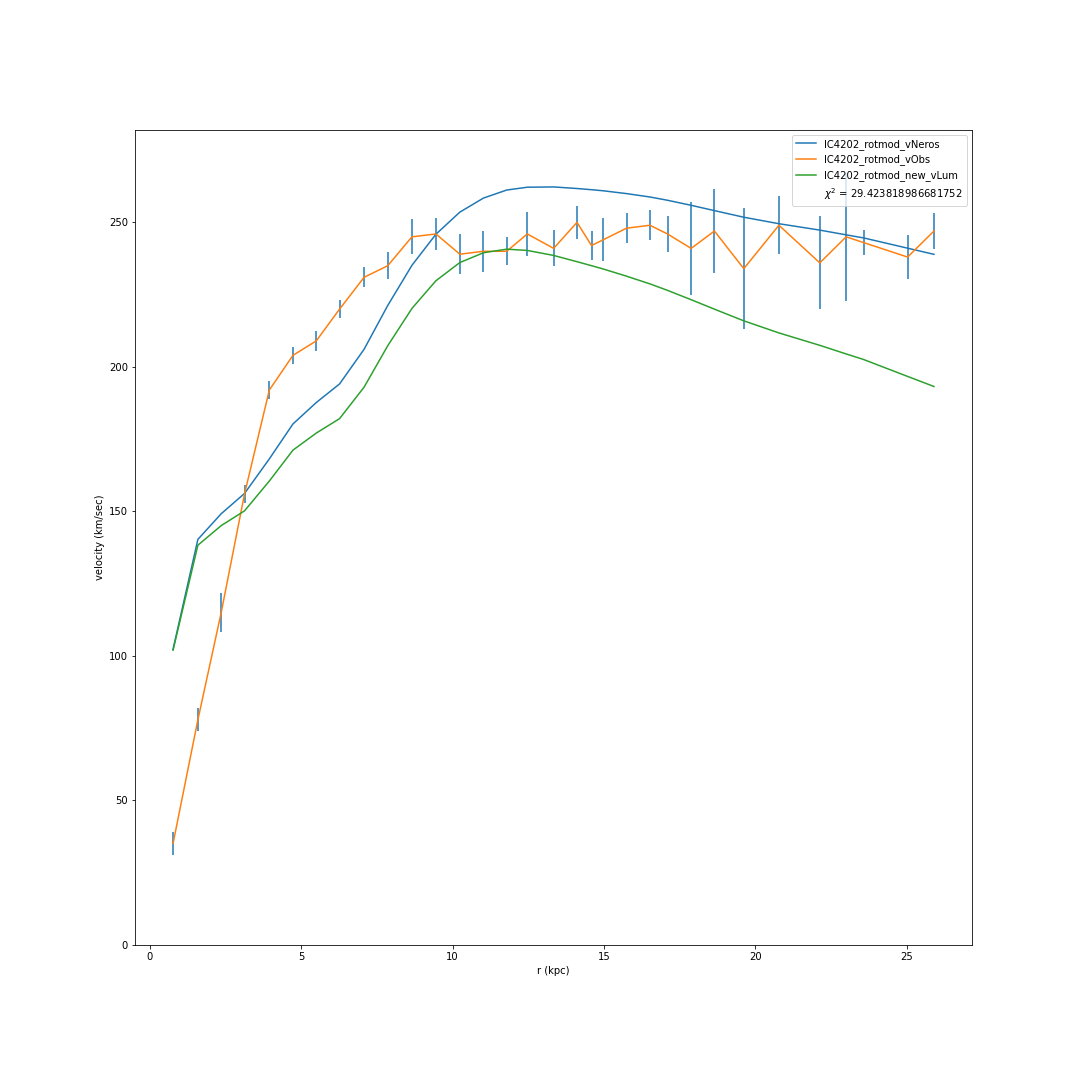 IC4202_rotmod_vNeros
IC4202_rotmod_vObs
IC4202_rotmod_new_vLum
χ² = 29.423818986681752
250
200
150
100
50
0
velocity (km/sec)
0 5 10 15 20 25
r (kpc)